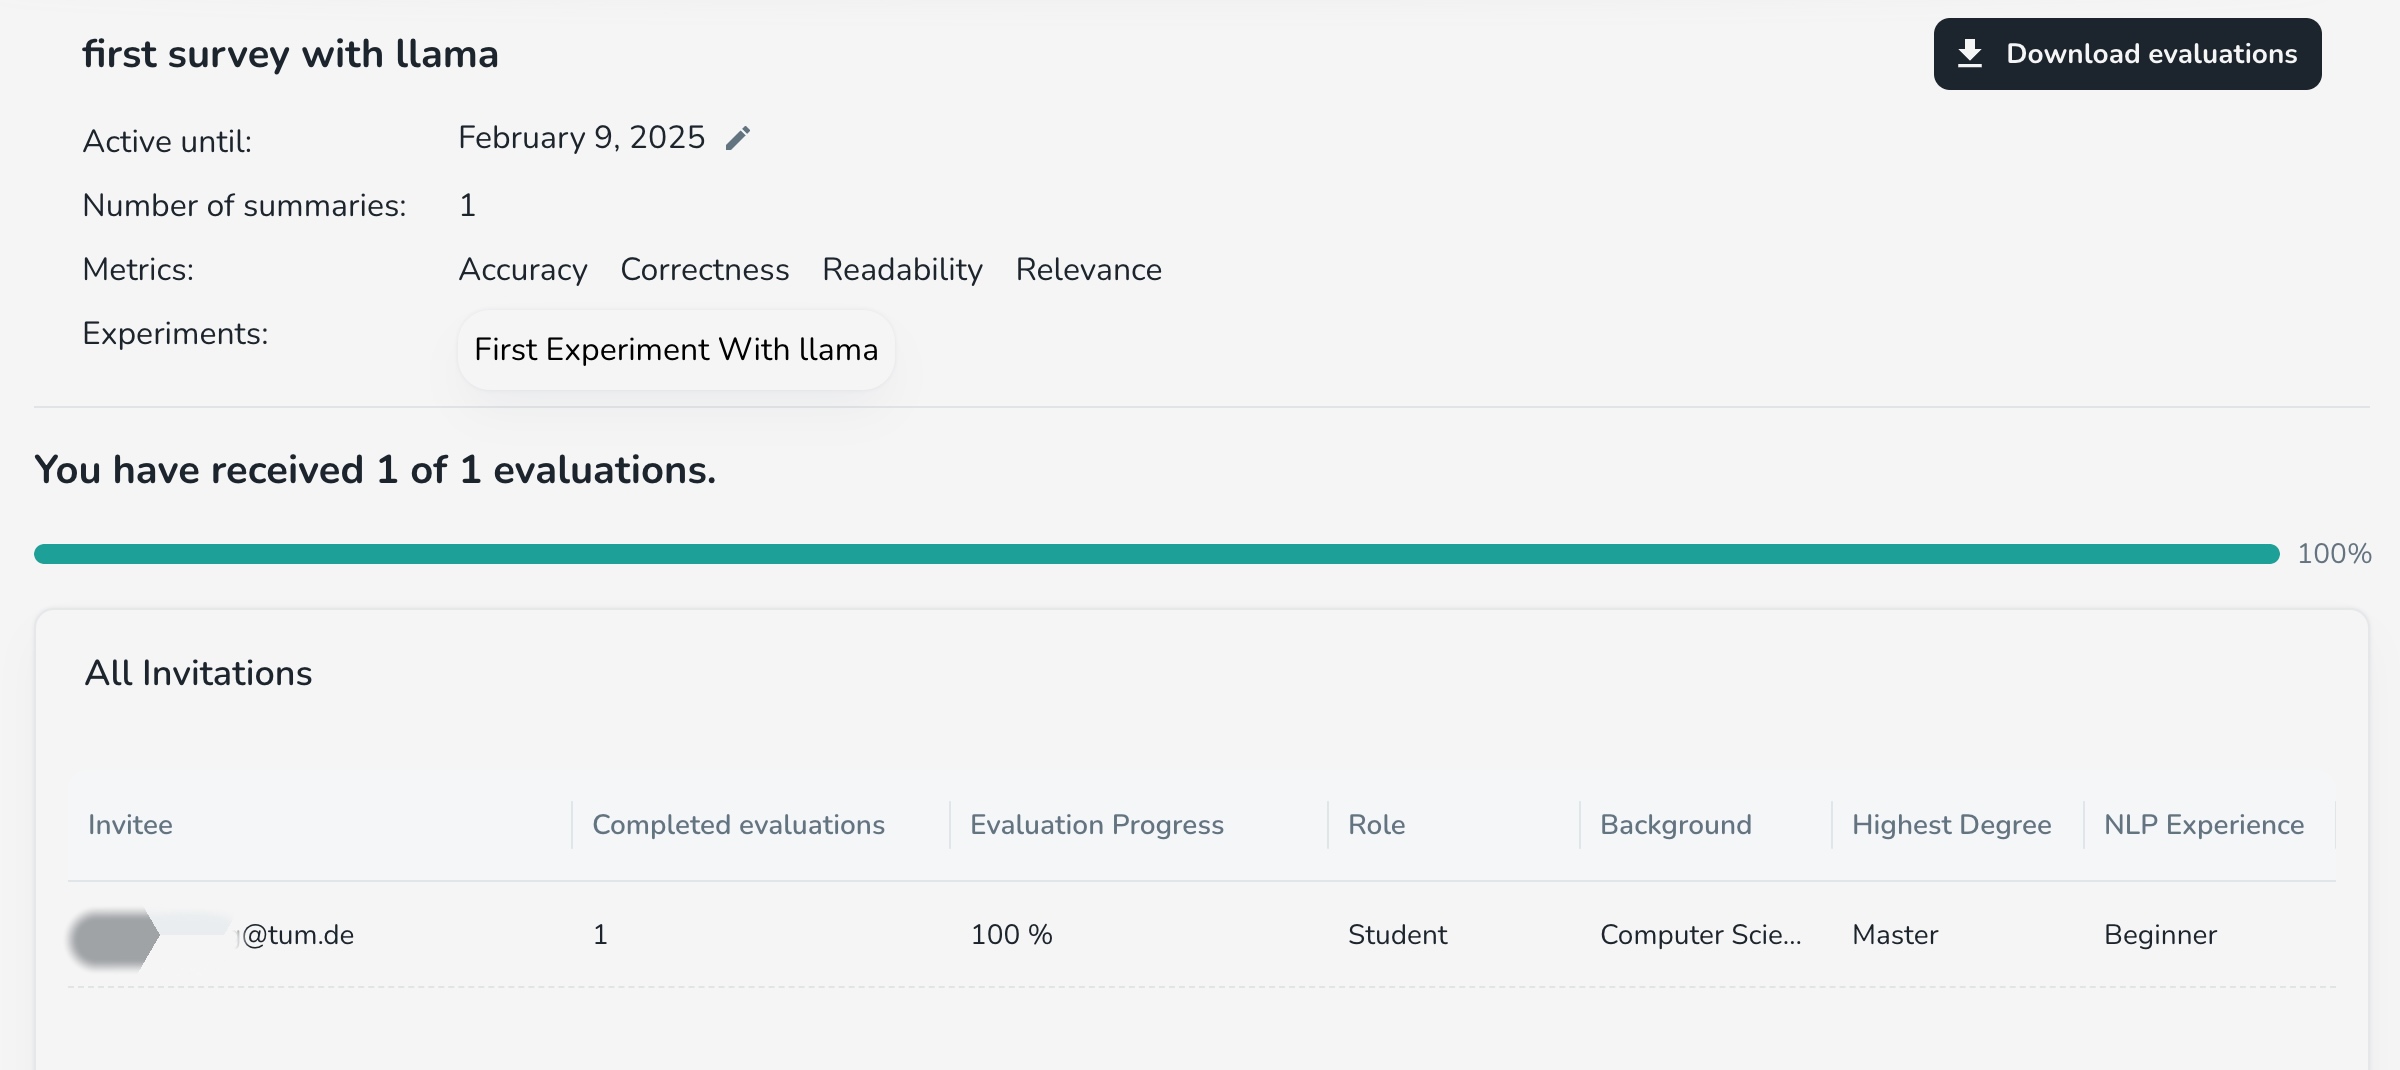 first survey with llama
Download evaluations
Active until: February 9, 2025
Number of summaries: 1
Metrics: Accuracy Correctness Readability Relevance
Experiments: First Experiment With llama
You have received 1 of 1 evaluations.
100%
All Invitations
Invitee Completed evaluations Evaluation Progress Role Background Highest Degree NLP Experience
@tum.de 1 100 % Student Computer Scie... Master Beginner